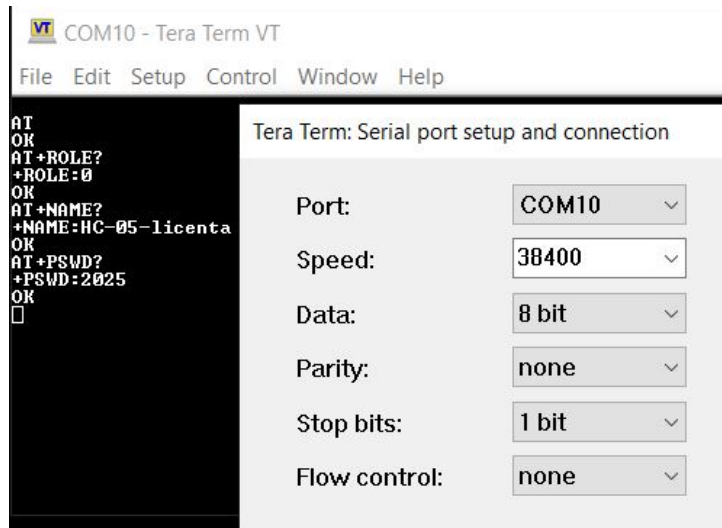 VT COM10 - Tera Term VT
File Edit Setup Control Window Help
AT
OK
AT+ROLE?
+ROLE:0
OK
AT+NAME?
+NAME:HC-05-licenta
OK
AT+PSWD?
+PSWD:2025
OK
Tera Term: Serial port setup and connection
Port: COM10
Speed: 38400
Data: 8 bit
Parity: none
Stop bits: 1 bit
Flow control: none